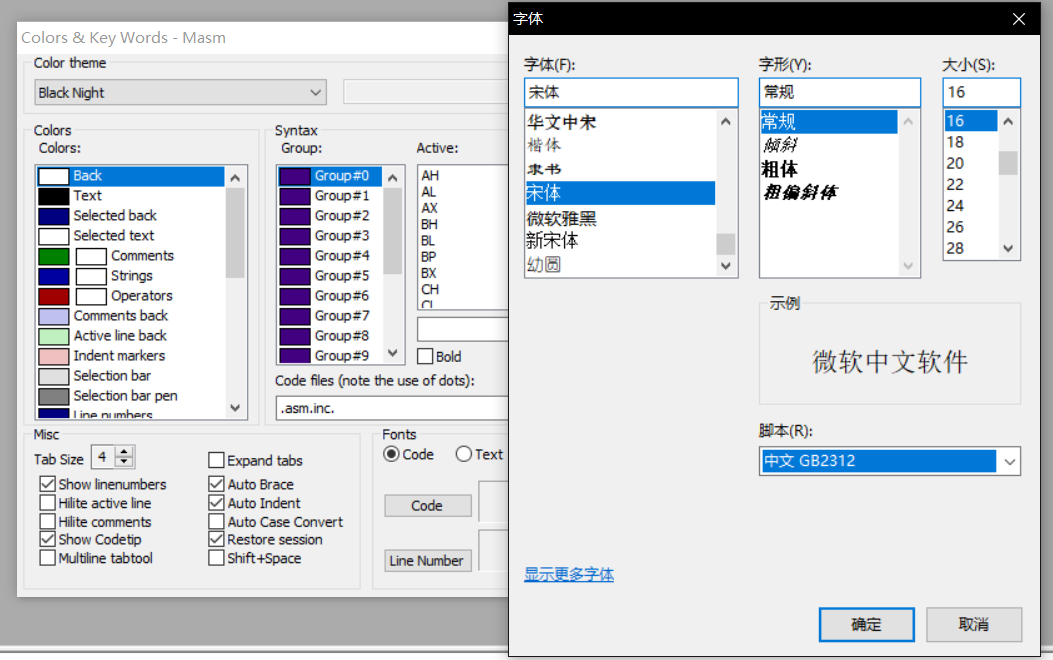 Colors & Key Words - Masm
Color theme
Black Night
Colors
Colors:
Back
Text
Selected back
Selected text
Comments
Strings
Operators
Comments back
Active line back
Indent markers
Selection bar
Selection bar pen
Line numbers
Syntax
Group:
Group#0
Group#1
Group#2
Group#3
Group#4
Group#5
Group#6
Group#7
Group#8
Group#9
Active:
AH
AL
AX
BH
BL
BP
BX
CH
CL
Bold
Code files (note the use of dots):
.asm.inc.
Misc
Tab Size 4
Show linenumbers
Hilite active line
Hilite comments
Show Codetip
Multiline tabtool
Expand tabs
Auto Brace
Auto Indent
Auto Case Convert
Restore session
Shift+Space
Fonts
Code
Text
Code
Line Number
字体
字体(F):
宋体
华文中宋
楷体
隶书
宋体
微软雅黑
新宋体
幼圆
字形(Y):
常规
常规
倾斜
粗体
粗偏斜体
大小(S):
16
16
18
20
22
24
26
28
示例
微软中文软件
脚本(R):
中文 GB2312
显示更多字体
确定
取消